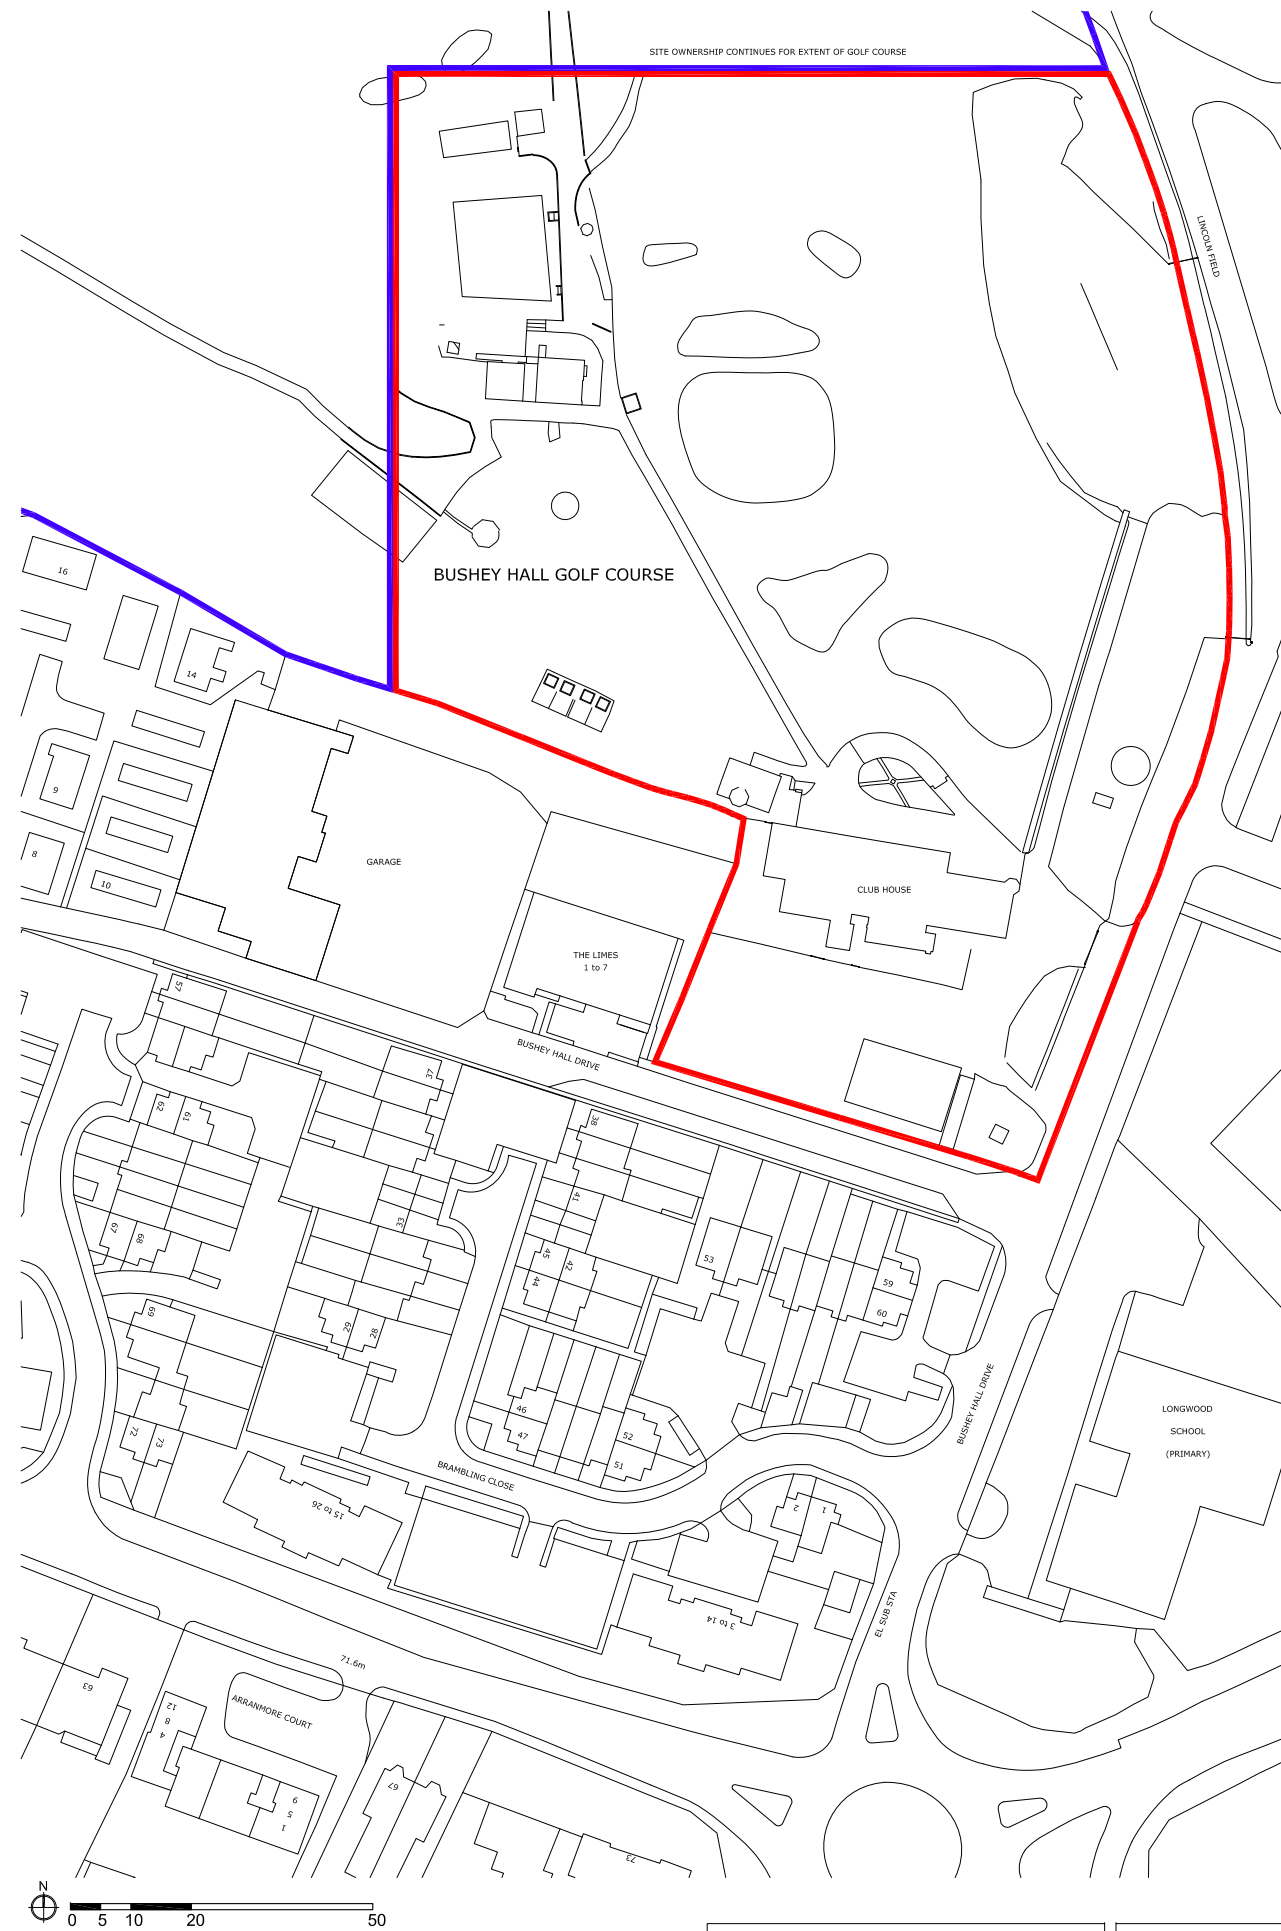 SITE OWNERSHIP CONTINUES FOR EXTENT OF GOLF COURSE
LINCOLN FIELD
BUSHEY HALL GOLF COURSE
16
14
9
8
10
GARAGE
CLUB HOUSE
THE LIMES
1 to 7
57
BUSHEY HALL DRIVE
37
62
61
38
41
33
67
68
45
42
44
53
59
60
69
29
28
72
73
46
47
52
51
BUSHEY HALL DRIVE
LONGWOOD
SCHOOL
(PRIMARY)
BRAMBLING CLOSE
15 to 26
2
1
3 to 14
EL SUB STA
71.6m
63
ARRANMORE COURT
12
8
4
67
9
5
1
73
N
0 5 10 20 50